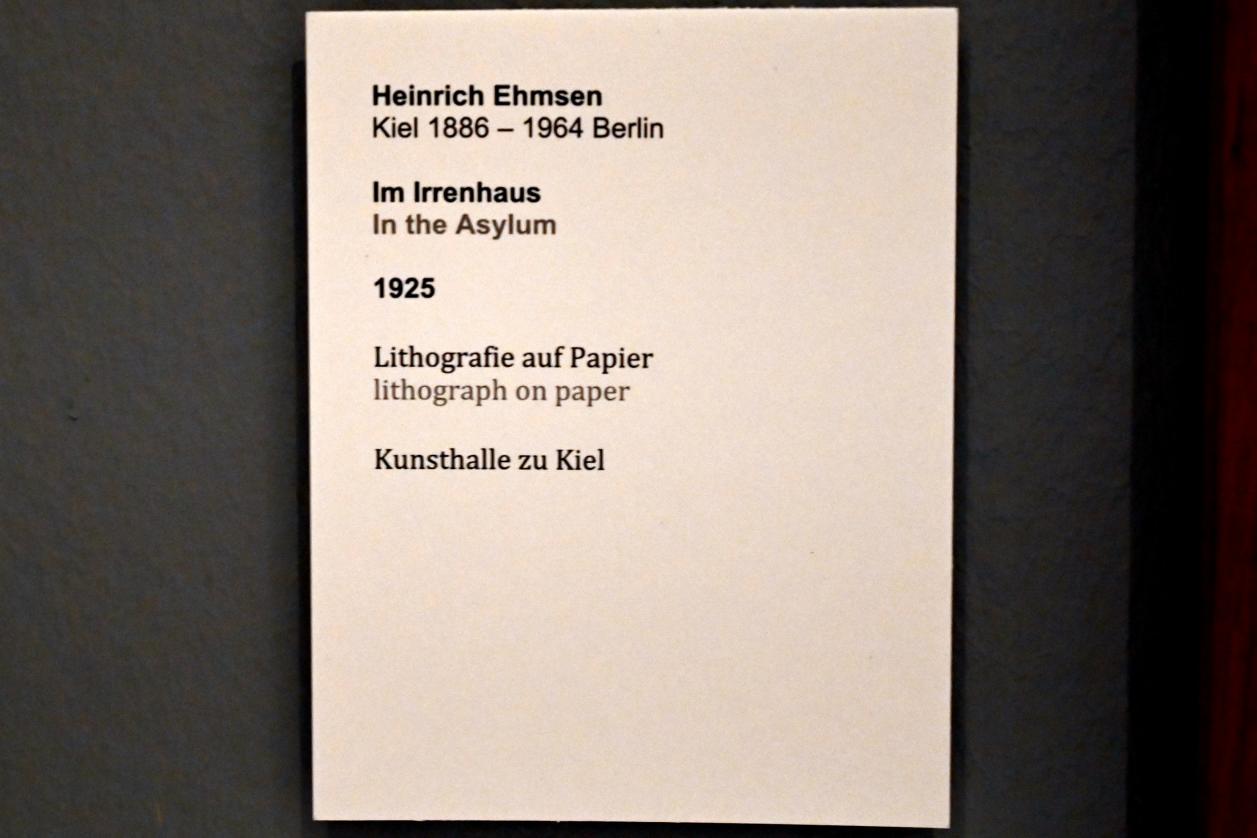 Heinrich Ehmsen
Kiel 1886 – 1964 Berlin
Im Irrenhaus
In the Asylum
1925
Lithografie auf Papier
lithograph on paper
Kunsthalle zu Kiel